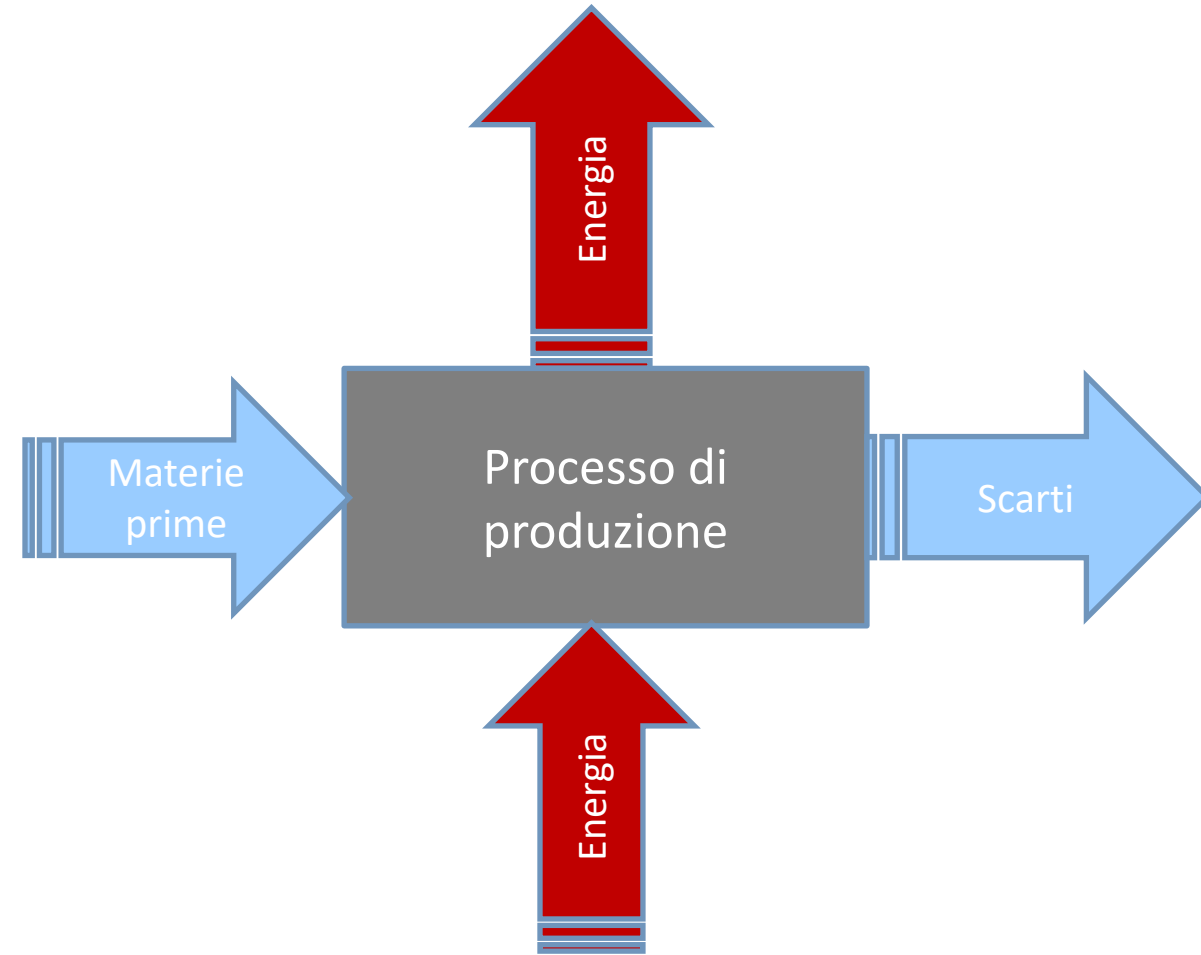 Energia
Materie
prime
Processo di
produzione
Scarti
Energia